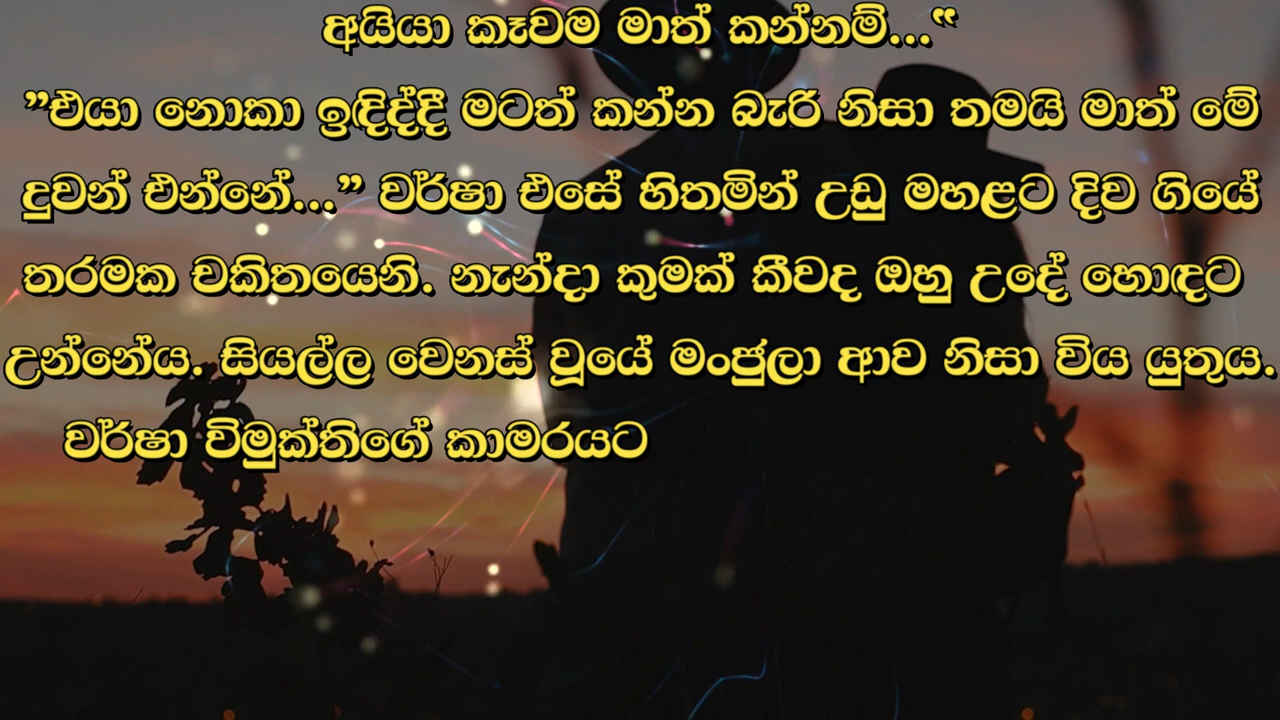 අයියා කෑවම මාත් කන්නම්..."
"එයා නොකා ඉඳිද්දී මටත් කන්න බැරි නිසා තමයි මාත් මේ
දුවන් එන්නේ..." වර්ෂා එසේ හිතමින් උඩු මහළට දිව ගියේ
තරමක චකිතයෙනි. නැන්දා කුමක් කීවද ඔහු උදේ හොඳට
උන්නේය. සියල්ල වෙනස් වූයේ මංජුලා ආව නිසා විය යුතුය.
වර්ෂා විමුක්තිගේ කාමරයට